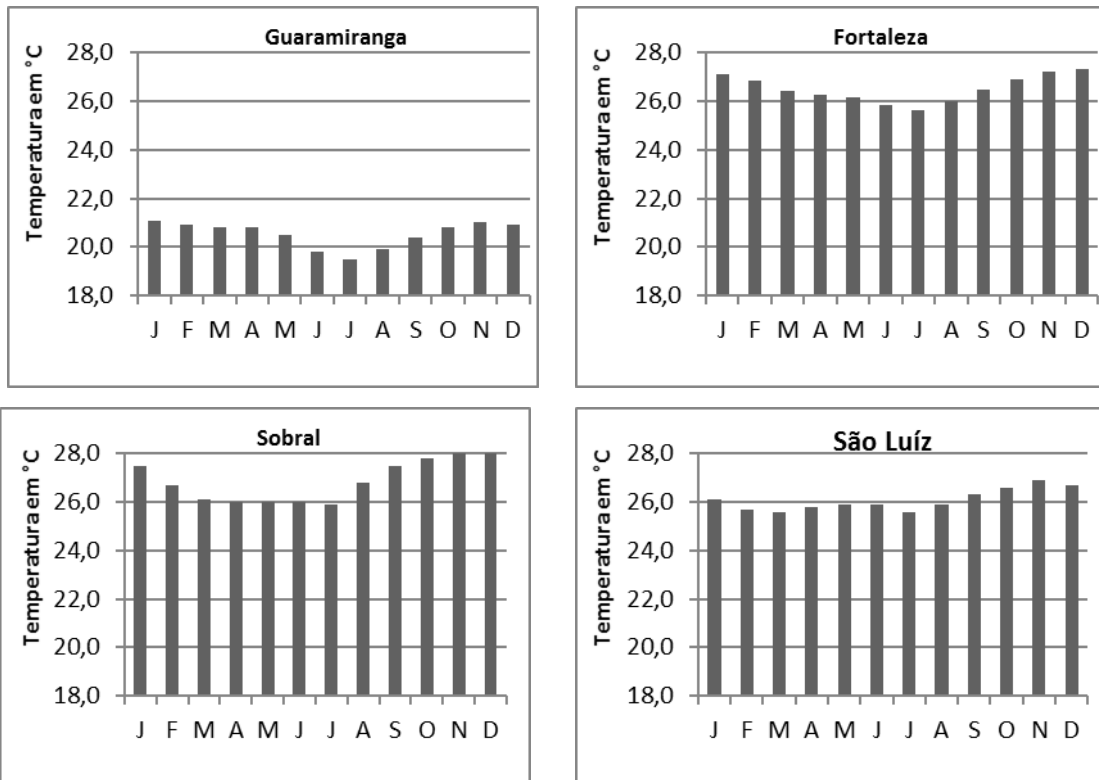 Guaramiranga
Temperatura em °C
28,0
26,0
24,0
22,0
20,0
18,0
J F M A M J J A S O N D
Fortaleza
Temperatura em °C
28,0
26,0
24,0
22,0
20,0
18,0
J F M A M J J A S O N D
Sobral
Temperatura em °C
28,0
26,0
24,0
22,0
20,0
18,0
J F M A M J J A S O N D
São Luíz
Temperatura em °C
28,0
26,0
24,0
22,0
20,0
18,0
J F M A M J J A S O N D